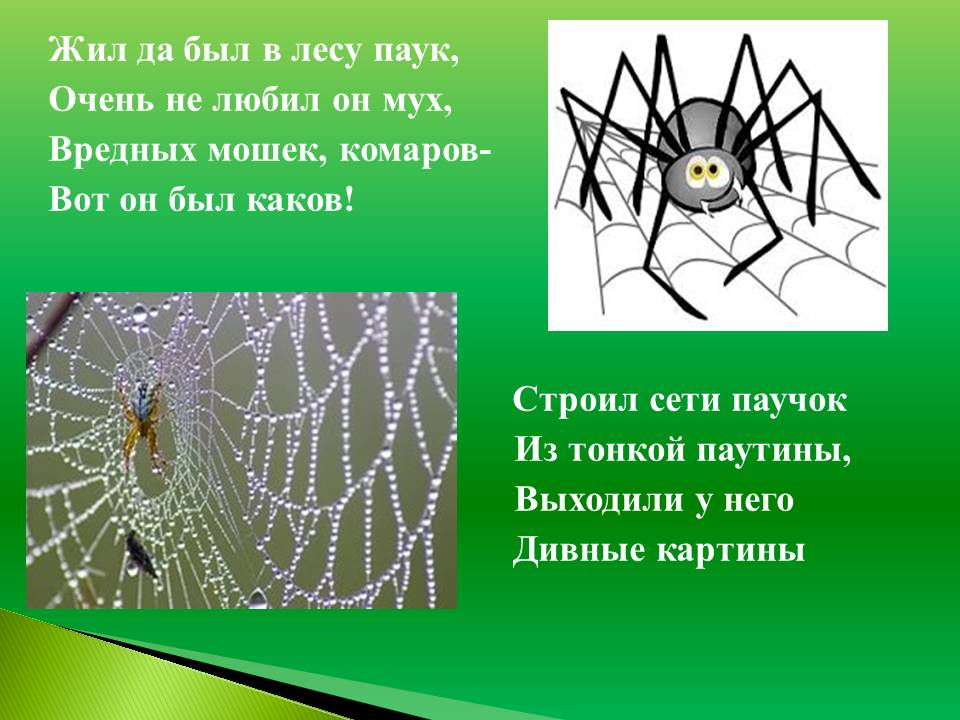 Жил да был в лесу паук,
Очень не любил он мух,
Вредных мошек, комаров-
Вот он был каков!
Строил сети паучок
Из тонкой паутины,
Выходили у него
Дивные картины